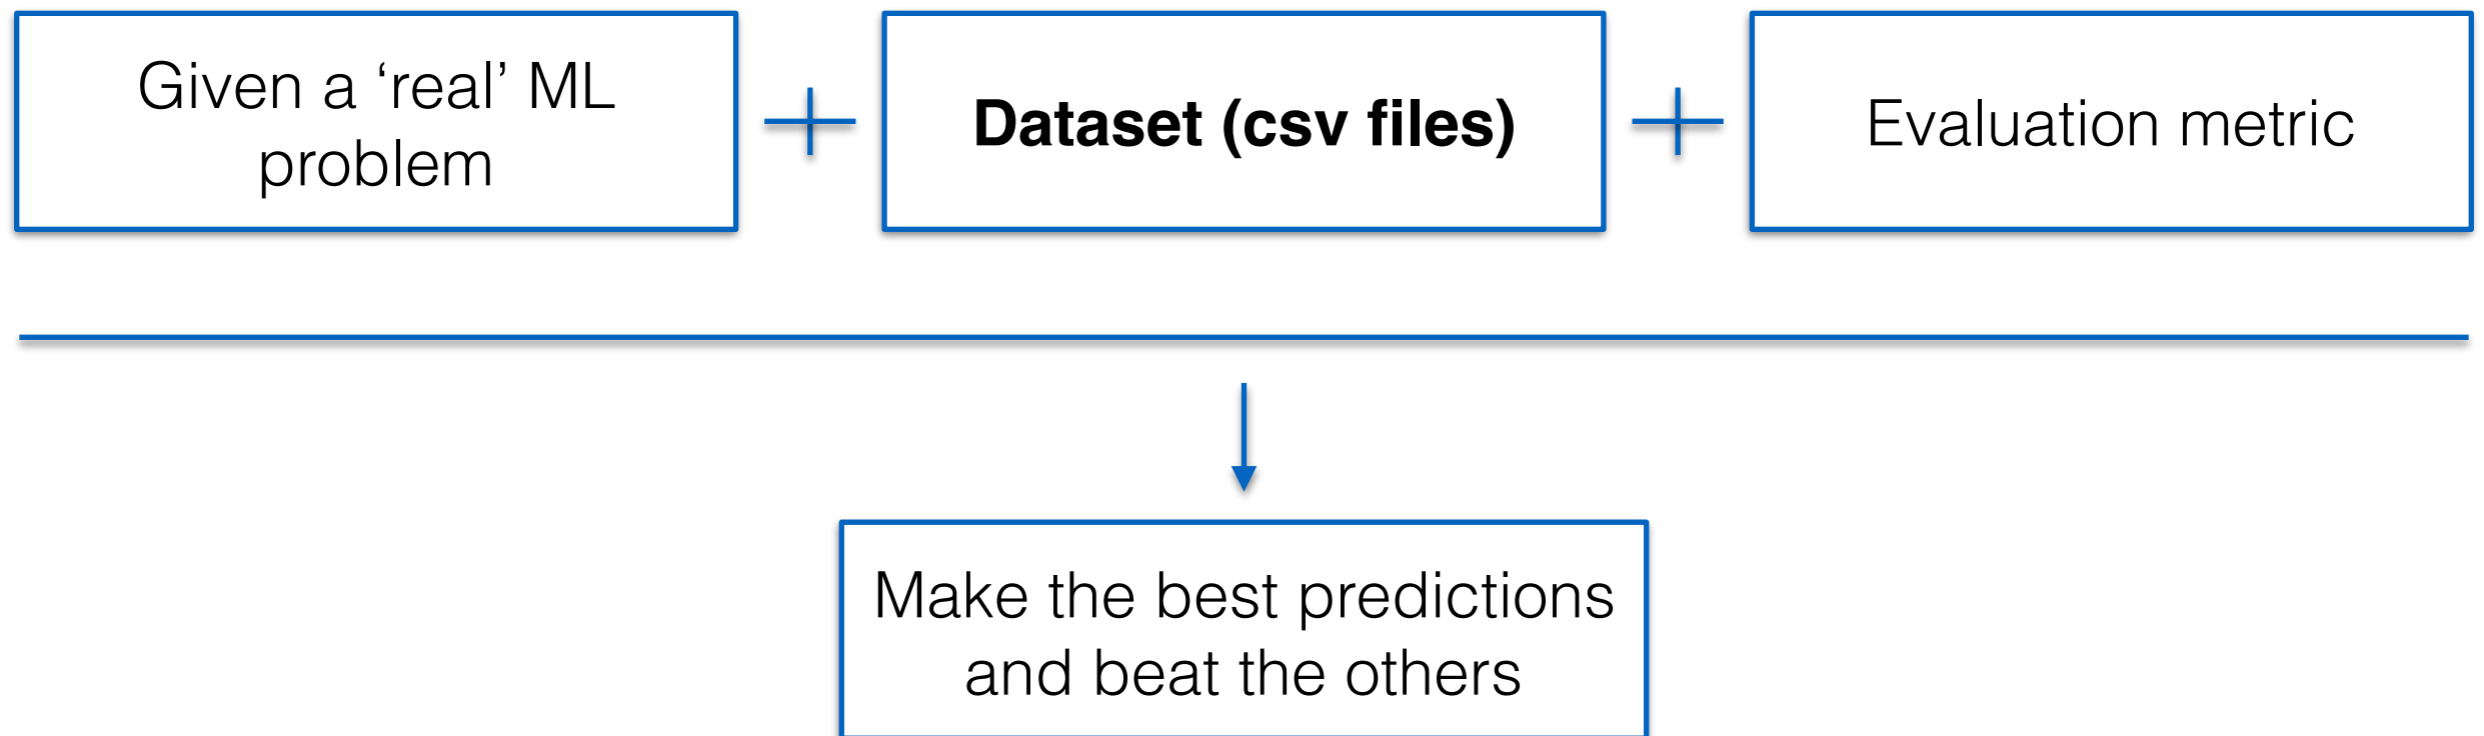 Given a ‘real’ ML
problem
Dataset (csv files)
Evaluation metric
Make the best predictions
and beat the others